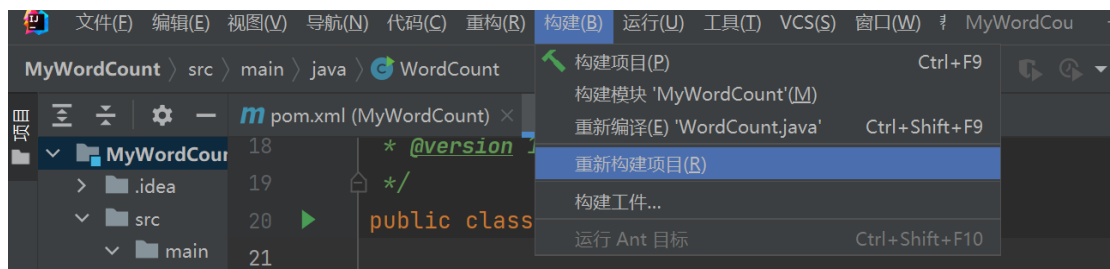 文件(F) 编辑(E) 视图(V) 导航(N) 代码(C) 重构(R) 构建(B) 运行(U) 工具(T) VCS(S) 窗口(W) MyWordCou
MyWordCount 〉 src 〉 main 〉 java 〉 WordCount
构建项目(P) Ctrl+F9
构建模块 'MyWordCount'(M)
重新编译(E) 'WordCount.java' Ctrl+Shift+F9
重新构建项目(R)
构建工件...
运行 Ant 目标 Ctrl+Shift+F10
项目
pom.xml (MyWordCount)
MyWordCour
.idea
src
main
18 * @version
19 */
20 public class
21